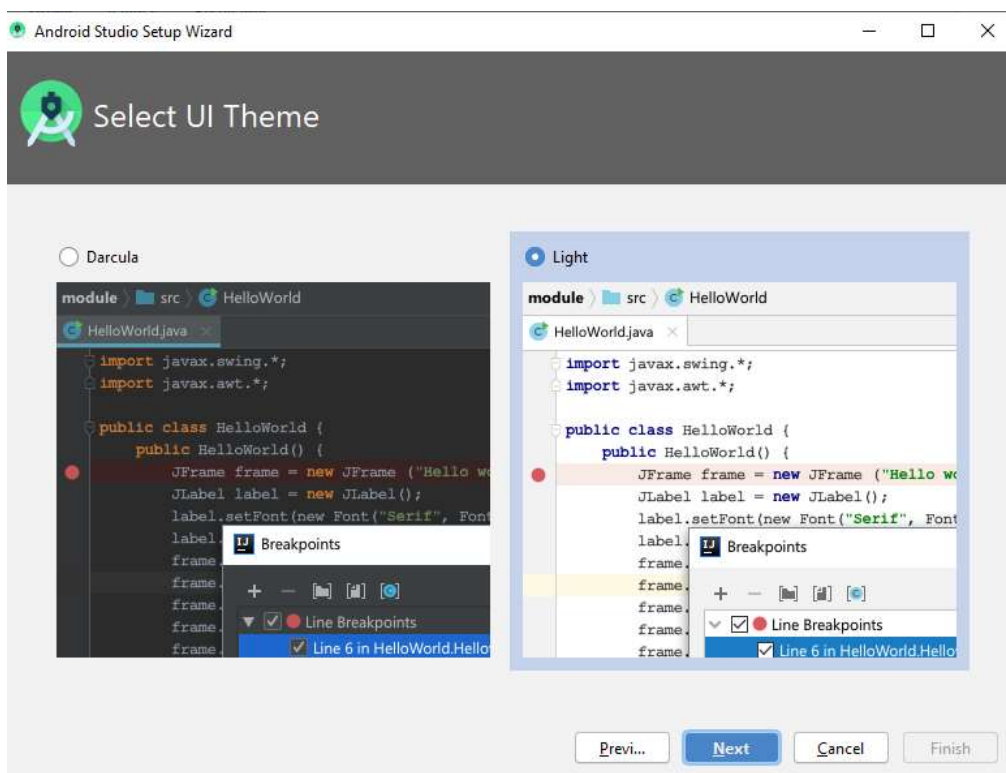 Android Studio Setup Wizard
Select UI Theme
Darcula
module src HelloWorld
HelloWorld.java
import javax.swing.*;
import javax.awt.*;
public class HelloWorld {
public HelloWorld() {
JFrame frame = new JFrame ("Hello wo
JLabel label = new JLabel();
label.setFont(new Font("Serif", Font
label.
frame.
frame.
frame.
frame.
frame.
IJ Breakpoints
Line Breakpoints
Line 6 in HelloWorld.Hello
Light
module src HelloWorld
HelloWorld.java
import javax.swing.*;
import javax.awt.*;
public class HelloWorld {
public HelloWorld() {
JFrame frame = new JFrame ("Hello wo
JLabel label = new JLabel();
label.setFont(new Font("Serif", Font
label.
frame.
frame.
frame.
frame.
frame.
IJ Breakpoints
Line Breakpoints
Line 6 in HelloWorld.Hello
Previ... Next Cancel Finish